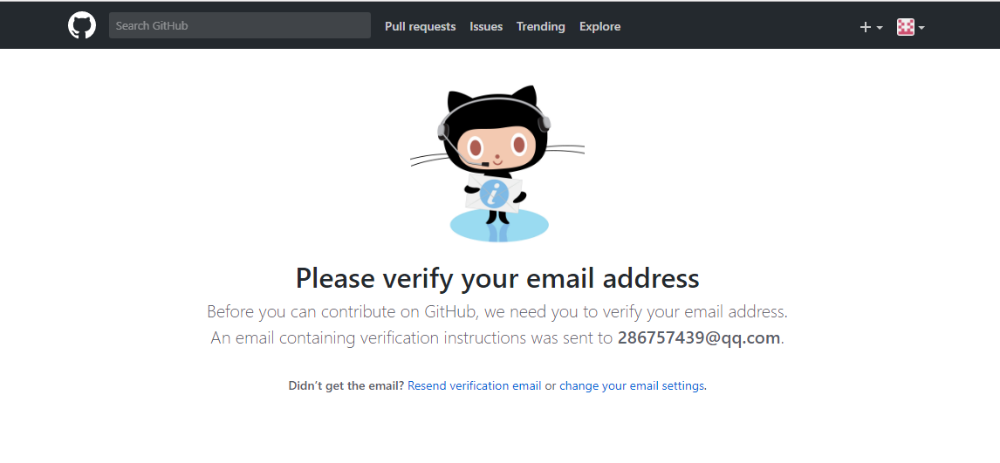 Search GitHub Pull requests Issues Trending Explore
Please verify your email address
Before you can contribute on GitHub, we need you to verify your email address.
An email containing verification instructions was sent to 286757439@qq.com.
Didn't get the email? Resend verification email or change your email settings.